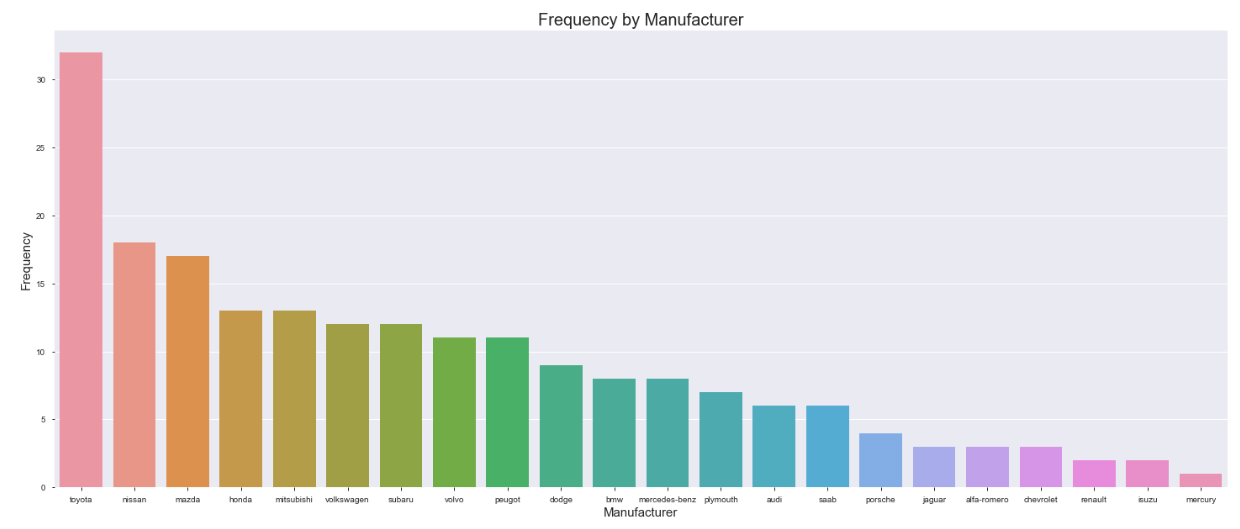 Frequency by Manufacturer
Frequency
30
25
20
15
10
5
0
toyota nissan mazda honda mitsubishi volkswagen subaru volvo peugot dodge bmw mercedes-benz plymouth audi saab porsche jaguar alfa-romero chevrolet renault isuzu mercury
Manufacturer